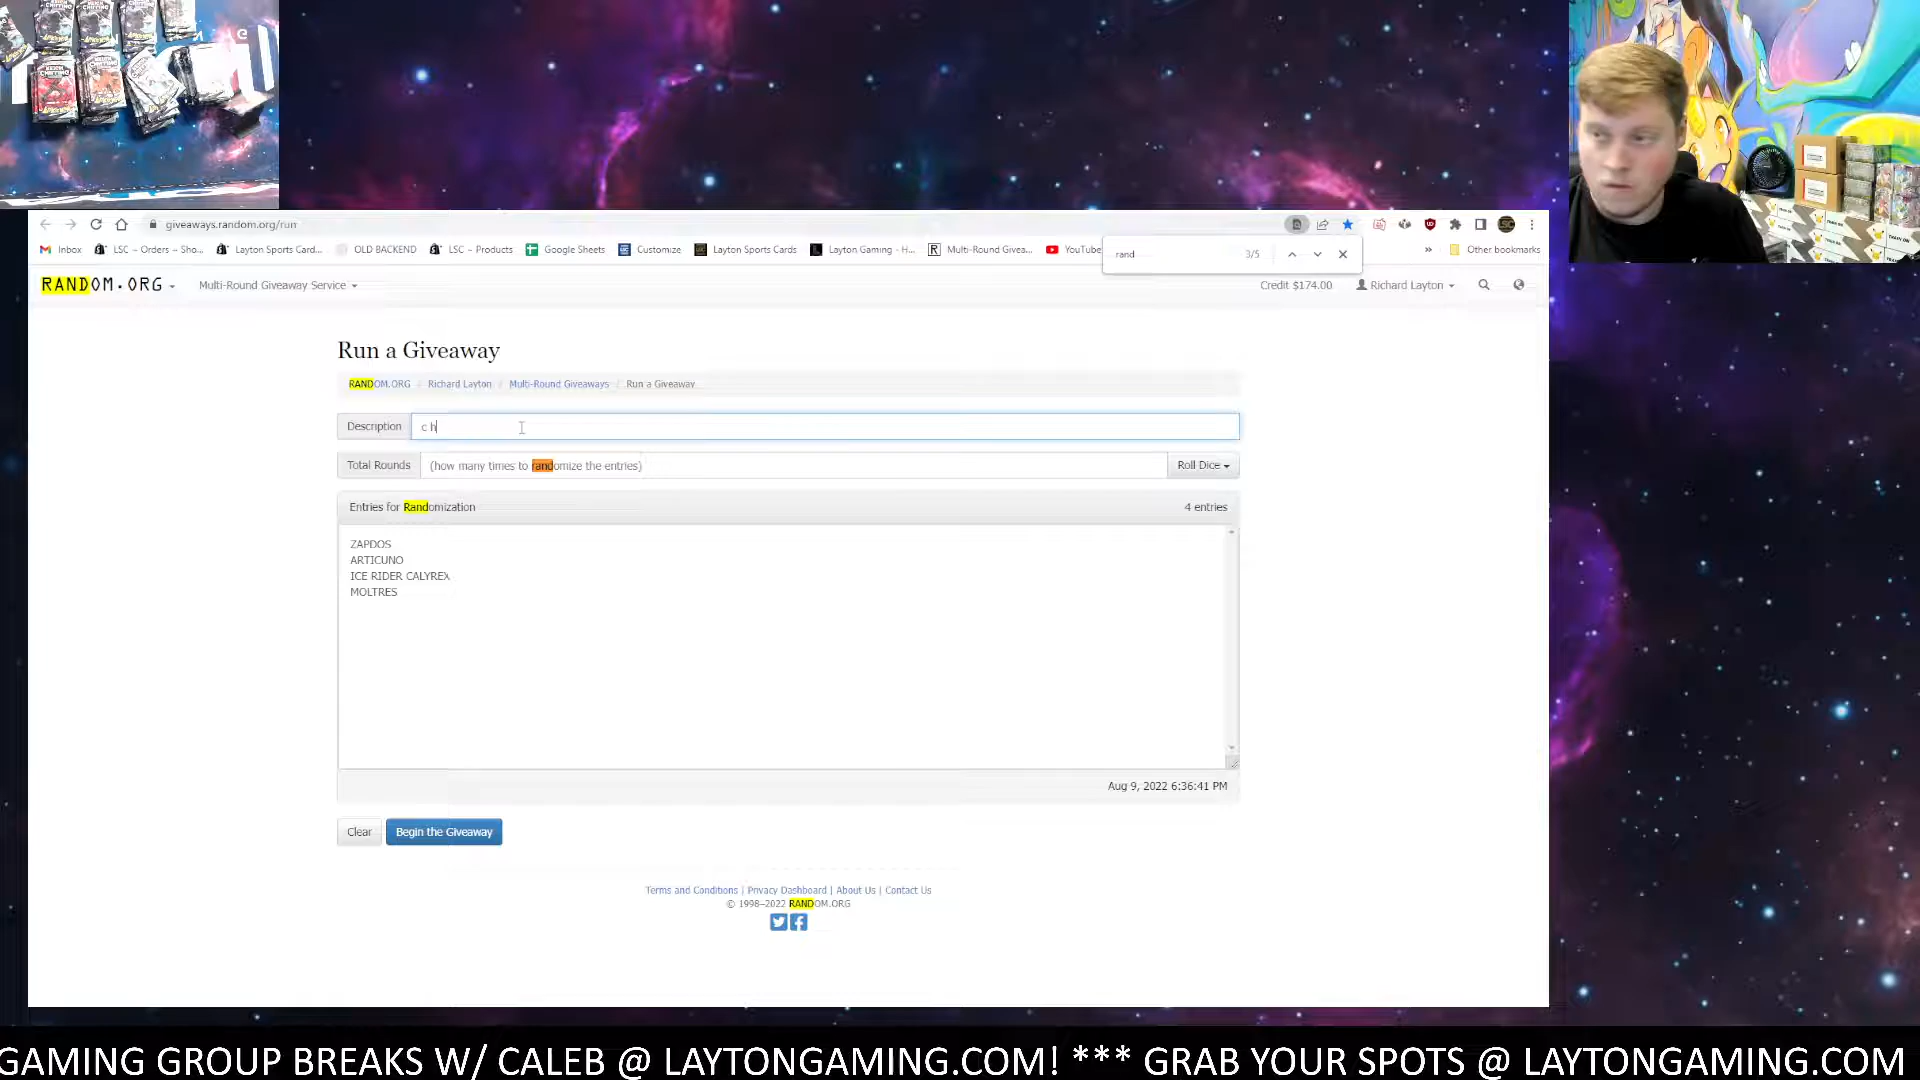 giveaways.random.org/run
Inbox LSC - Orders - Sho... Layton Sports Card... OLD BACKEND LSC - Products Google Sheets Customize Layton Sports Cards Layton Gaming - H... Multi-Round Givea... YouTube » Other bookmarks
rand 3/5
RANDOM.ORG Multi-Round Giveaway Service Credit $174.00 Richard Layton
Run a Giveaway
RANDOM.ORG / Richard Layton / Multi-Round Giveaways / Run a Giveaway
Description c h
Total Rounds (how many times to randomize the entries) Roll Dice
Entries for Randomization 4 entries
ZAPDOS
ARTICUNO
ICE RIDER CALYREX
MOLTRES
Aug 9, 2022 6:36:41 PM
Clear Begin the Giveaway
Terms and Conditions | Privacy Dashboard | About Us | Contact Us
© 1998–2022 RANDOM.ORG
GAMING GROUP BREAKS W/ CALEB @ LAYTONGAMING.COM! *** GRAB YOUR SPOTS @ LAYTONGAMING.COM